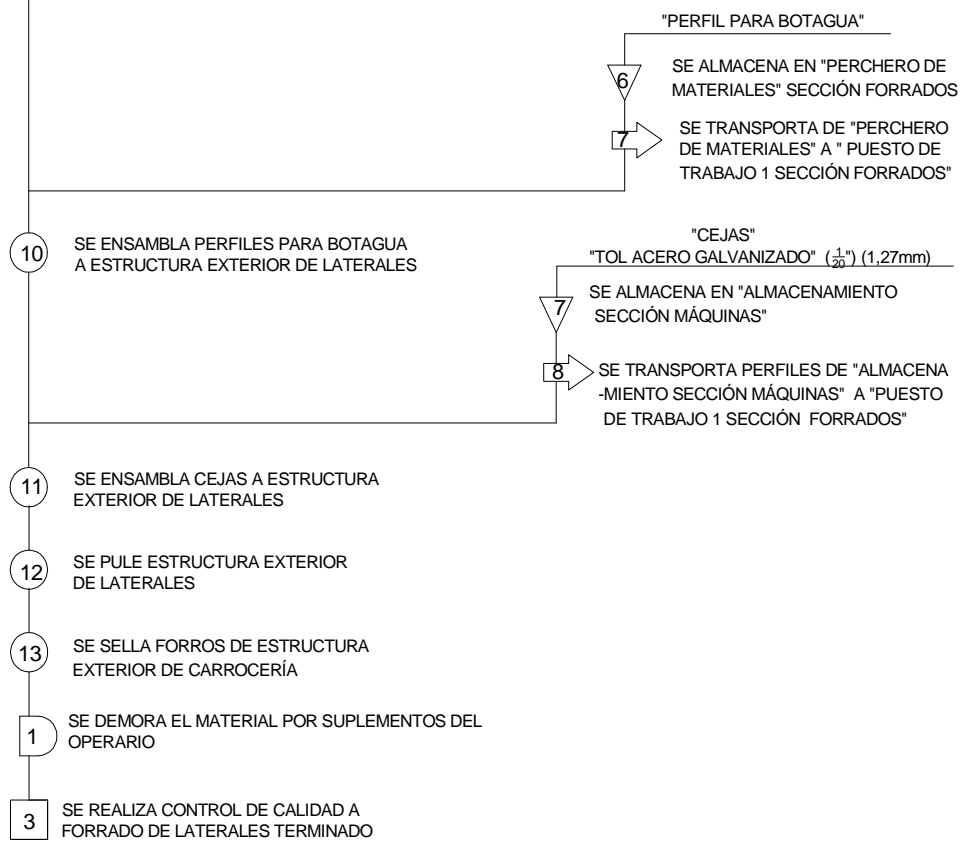 "PERFIL PARA BOTAGUA"
6
SE ALMACENA EN "PERCHERO DE
MATERIALES" SECCIÓN FORRADOS
7
SE TRANSPORTA DE "PERCHERO
DE MATERIALES" A " PUESTO DE
TRABAJO 1 SECCIÓN FORRADOS"
10
SE ENSAMBLA PERFILES PARA BOTAGUA
A ESTRUCTURA EXTERIOR DE LATERALES
"CEJAS"
"TOL ACERO GALVANIZADO" (1/20") (1,27mm)
7
SE ALMACENA EN "ALMACENAMIENTO
SECCIÓN MÁQUINAS"
8
SE TRANSPORTA PERFILES DE "ALMACENA
-MIENTO SECCIÓN MÁQUINAS" A "PUESTO
DE TRABAJO 1 SECCIÓN FORRADOS"
11
SE ENSAMBLA CEJAS A ESTRUCTURA
EXTERIOR DE LATERALES
12
SE PULE ESTRUCTURA EXTERIOR
DE LATERALES
13
SE SELLA FORROS DE ESTRUCTURA
EXTERIOR DE CARROCERÍA
1
SE DEMORA EL MATERIAL POR SUPLEMENTOS DEL
OPERARIO
3
SE REALIZA CONTROL DE CALIDAD A
FORRADO DE LATERALES TERMINADO